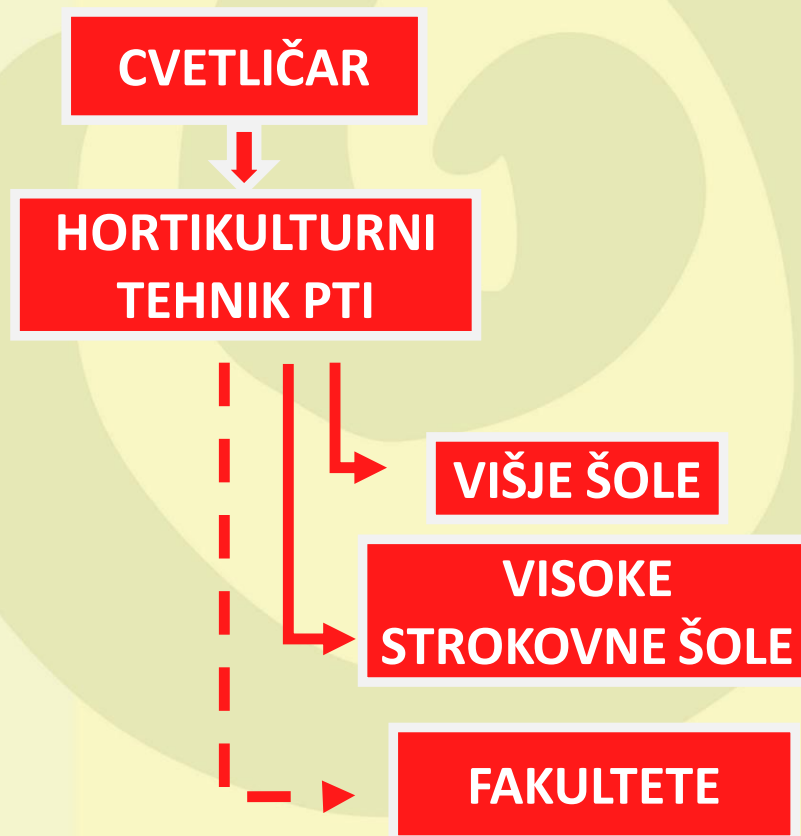 CVETLIČAR
HORTIKULTURNI
TEHNIK PTI
VIŠJE ŠOLE
VISOKE
STROKOVNE ŠOLE
FAKULTETE